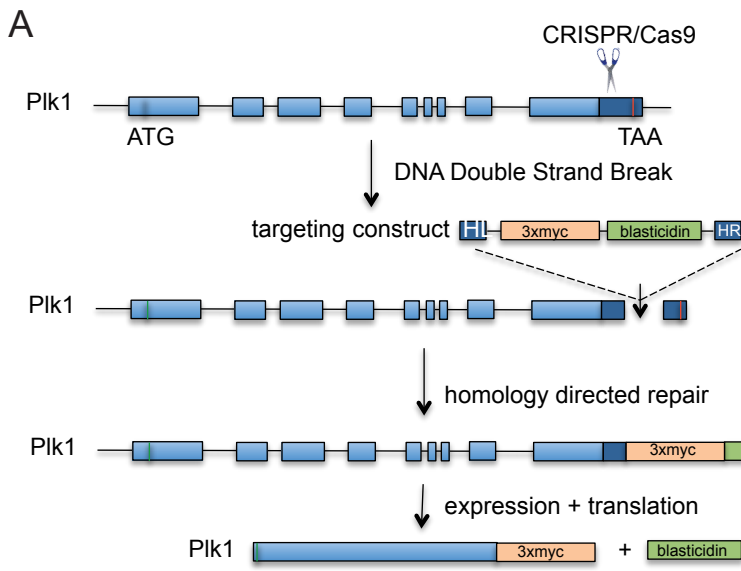 A
CRISPR/Cas9
Plk1
ATG TAA
DNA Double Strand Break
targeting construct HL 3xmyc blasticidin HR
Plk1
homology directed repair
Plk1 3xmyc
expression + translation
Plk1 3xmyc + blasticidin